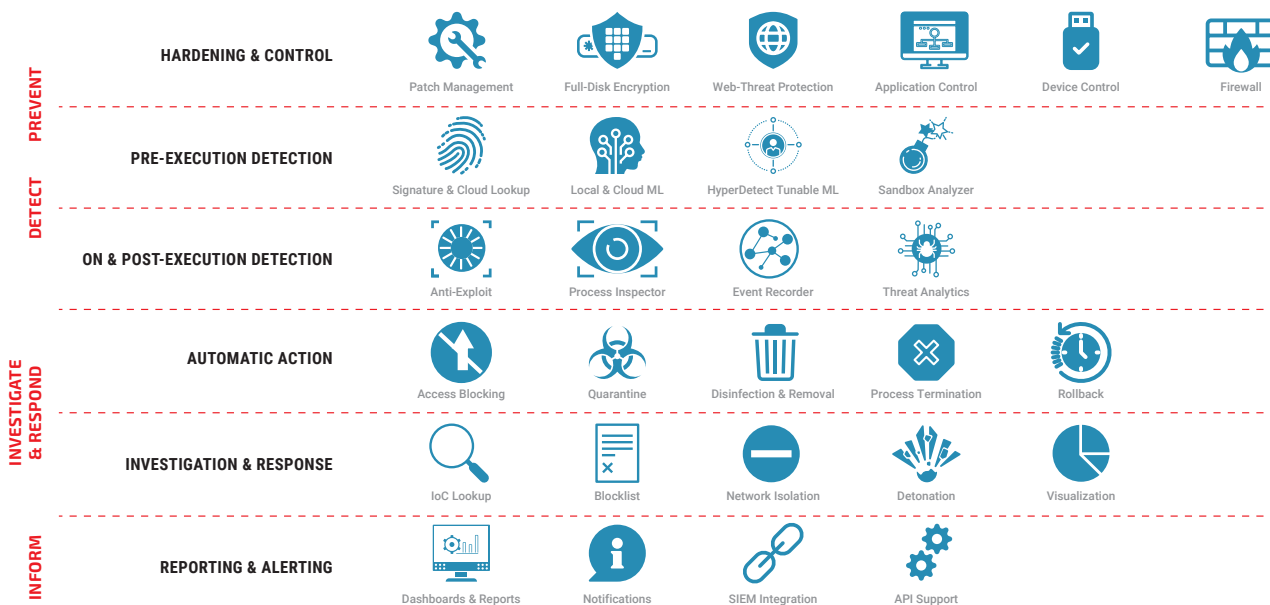 PREVENT
HARDENING & CONTROL
Patch Management
Full-Disk Encryption
Web-Threat Protection
Application Control
Device Control
Firewall
DETECT
PRE-EXECUTION DETECTION
Signature & Cloud Lookup
Local & Cloud ML
HyperDetect Tunable ML
Sandbox Analyzer
ON & POST-EXECUTION DETECTION
Anti-Exploit
Process Inspector
Event Recorder
Threat Analytics
INVESTIGATE
& RESPOND
AUTOMATIC ACTION
Access Blocking
Quarantine
Disinfection & Removal
Process Termination
Rollback
INVESTIGATION & RESPONSE
IoC Lookup
Blocklist
Network Isolation
Detonation
Visualization
INFORM
REPORTING & ALERTING
Dashboards & Reports
Notifications
SIEM Integration
API Support